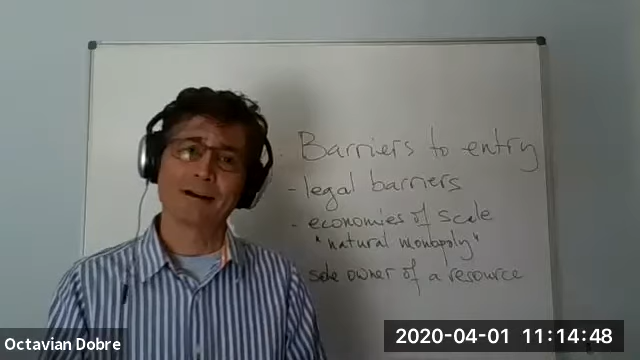 Barriers to entry
- legal barriers
- economies of scale
"natural monopoly"
sole owner of a resource
Octavian Dobre
2020-04-01 11:14:48